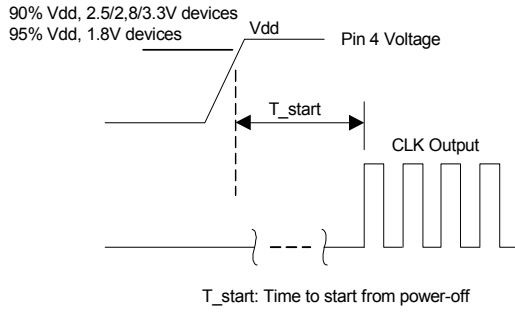 90% Vdd, 2.5/2,8/3.3V devices
95% Vdd, 1.8V devices
Vdd
Pin 4 Voltage
T_start
CLK Output
T_start: Time to start from power-off